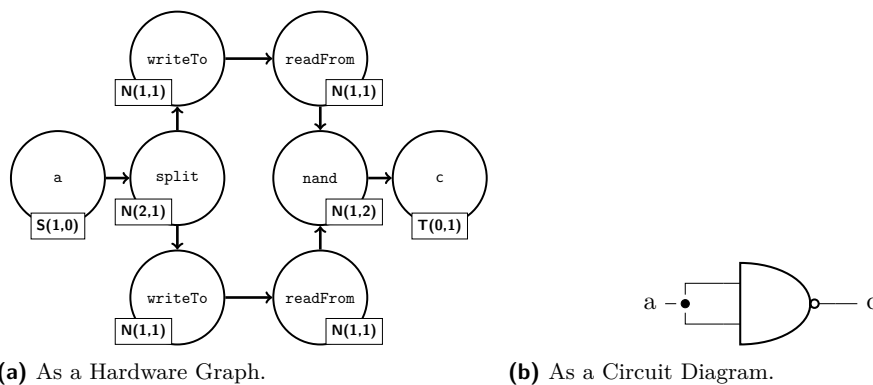 writeTo readFrom
N(1,1) N(1,1)
a split nand c
S(1,0) N(2,1) N(1,2) T(0,1)
writeTo readFrom
N(1,1) N(1,1)
a c
(a) As a Hardware Graph. (b) As a Circuit Diagram.